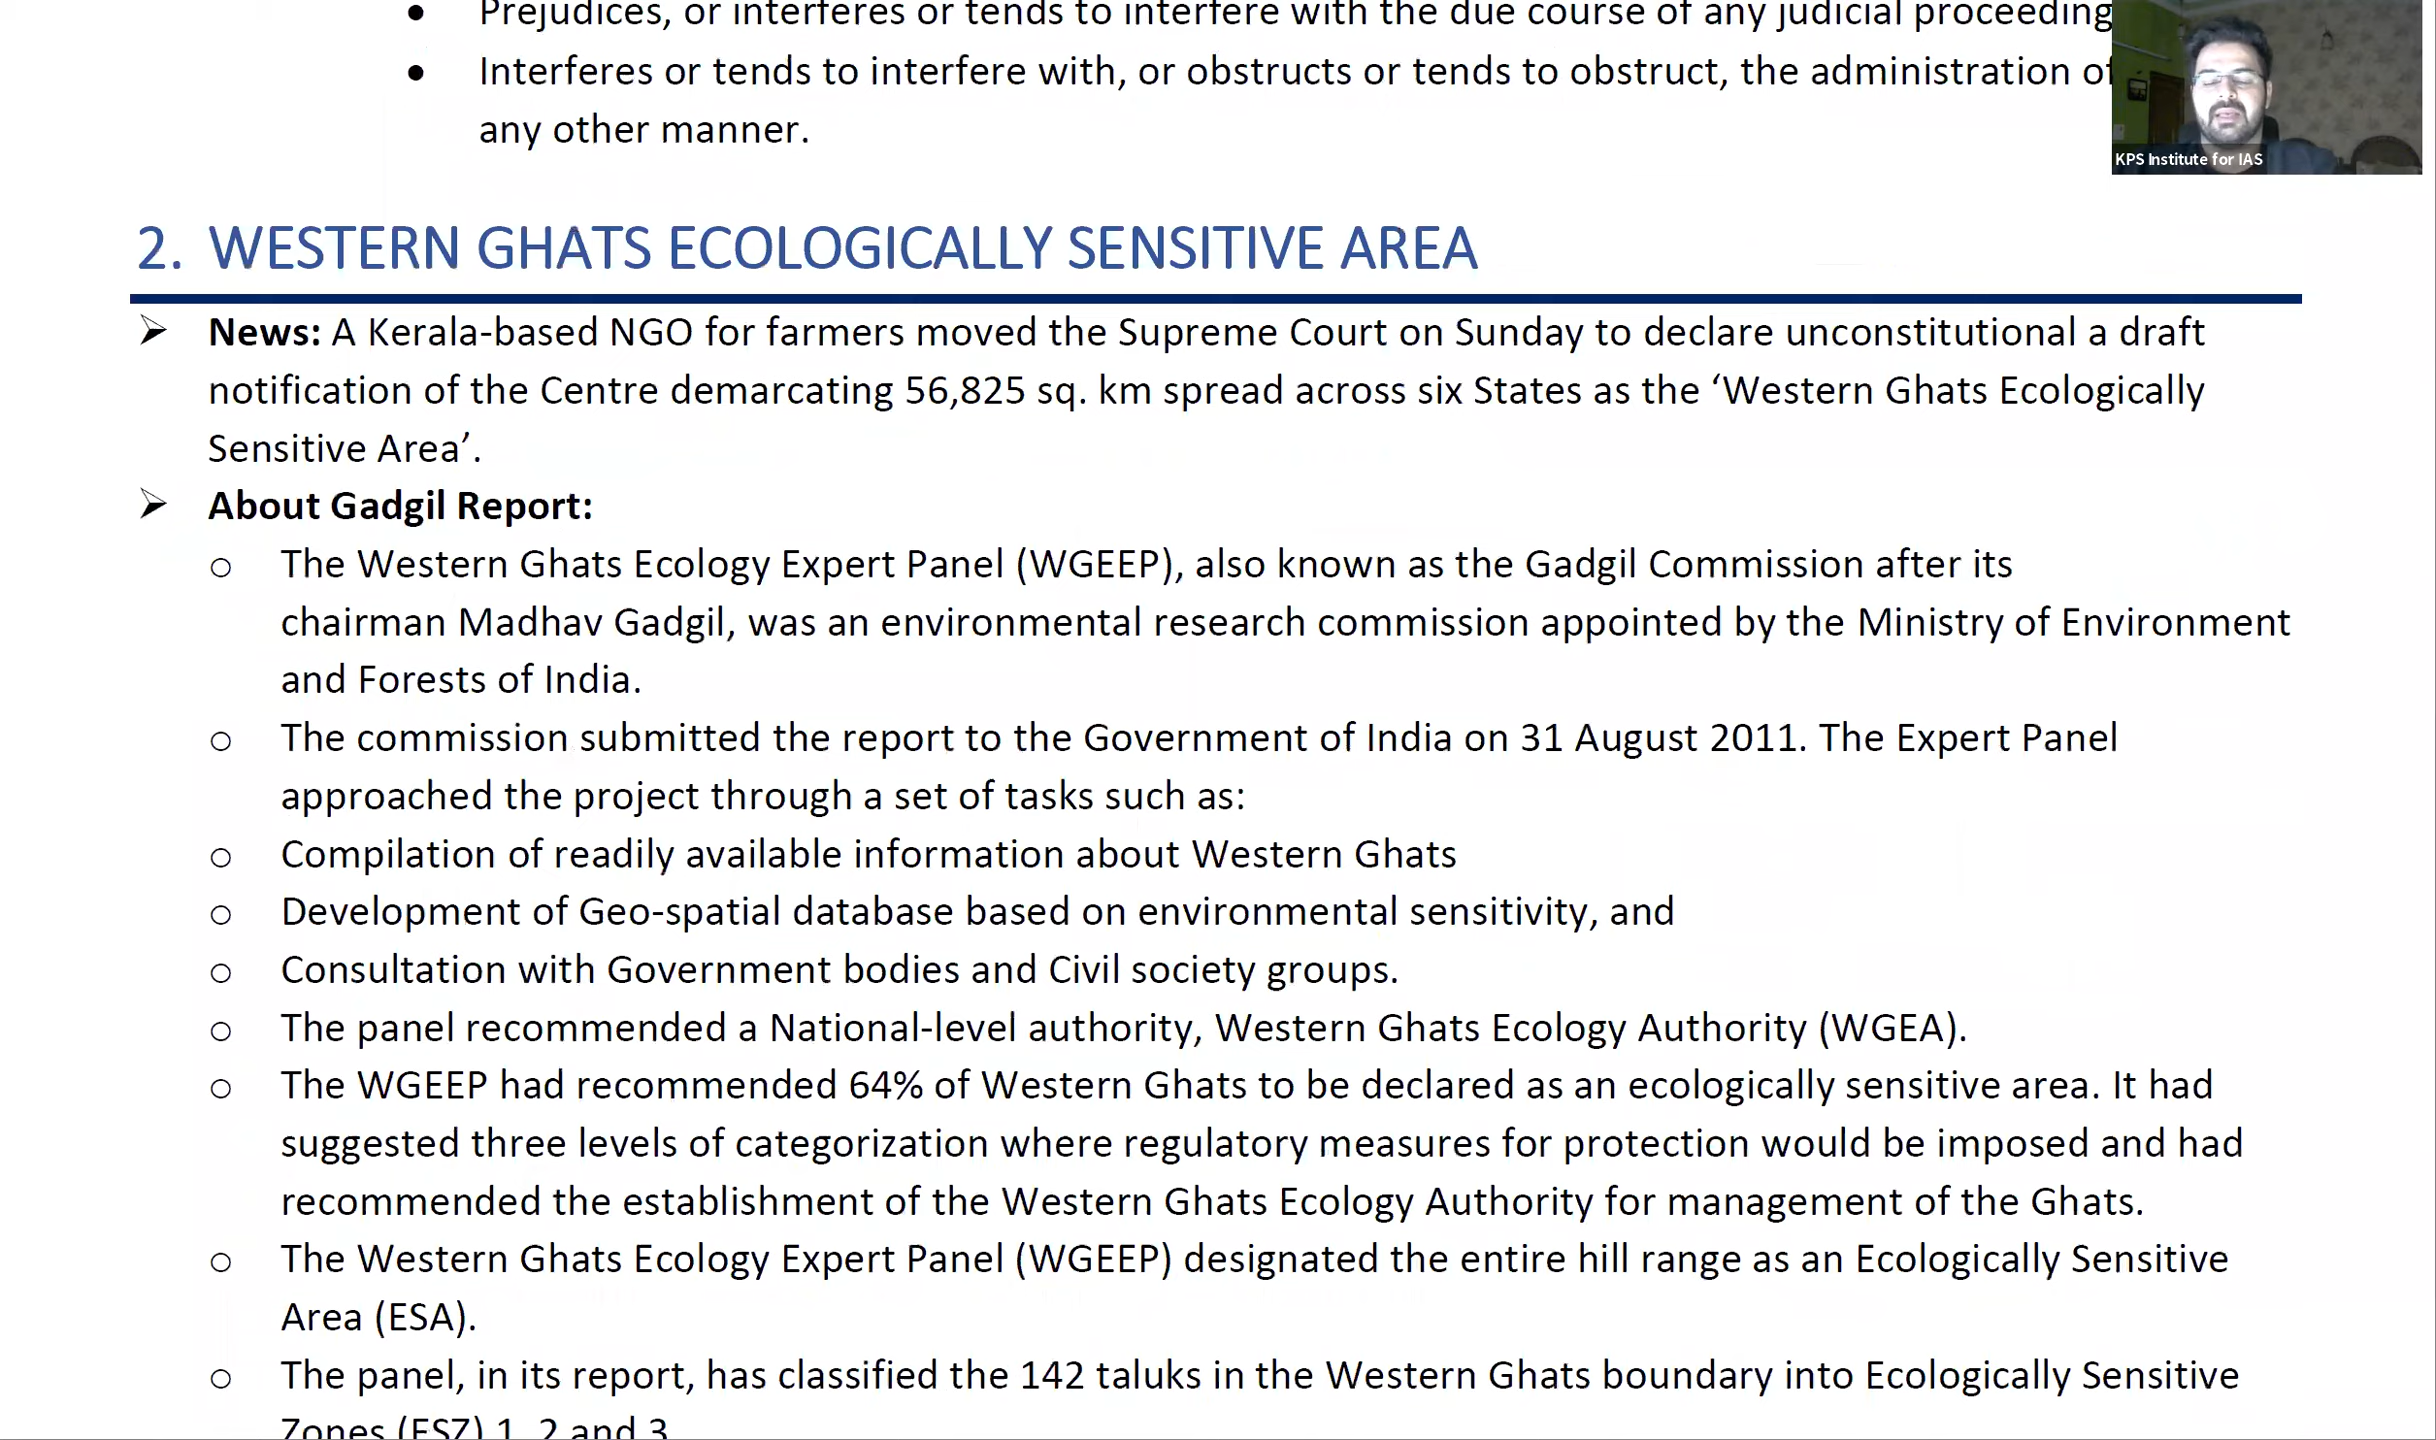 • Prejudices, or interferes or tends to interfere with the due course of any judicial proceeding
• Interferes or tends to interfere with, or obstructs or tends to obstruct, the administration of
any other manner.
KPS Institute for IAS
2. WESTERN GHATS ECOLOGICALLY SENSITIVE AREA
➢ News: A Kerala-based NGO for farmers moved the Supreme Court on Sunday to declare unconstitutional a draft
notification of the Centre demarcating 56,825 sq. km spread across six States as the ‘Western Ghats Ecologically
Sensitive Area’.
➢ About Gadgil Report:
o The Western Ghats Ecology Expert Panel (WGEEP), also known as the Gadgil Commission after its
chairman Madhav Gadgil, was an environmental research commission appointed by the Ministry of Environment
and Forests of India.
o The commission submitted the report to the Government of India on 31 August 2011. The Expert Panel
approached the project through a set of tasks such as:
o Compilation of readily available information about Western Ghats
o Development of Geo-spatial database based on environmental sensitivity, and
o Consultation with Government bodies and Civil society groups.
o The panel recommended a National-level authority, Western Ghats Ecology Authority (WGEA).
o The WGEEP had recommended 64% of Western Ghats to be declared as an ecologically sensitive area. It had
suggested three levels of categorization where regulatory measures for protection would be imposed and had
recommended the establishment of the Western Ghats Ecology Authority for management of the Ghats.
o The Western Ghats Ecology Expert Panel (WGEEP) designated the entire hill range as an Ecologically Sensitive
Area (ESA).
o The panel, in its report, has classified the 142 taluks in the Western Ghats boundary into Ecologically Sensitive
Zones (ESZ) 1, 2 and 3.